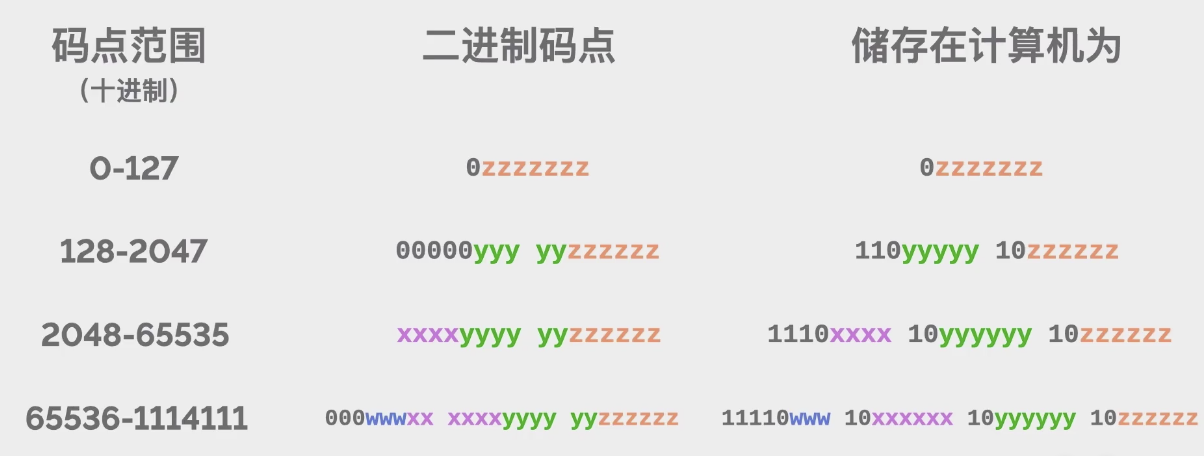 码点范围 二进制码点 储存在计算机为
（十进制）
0-127 0zzzzzzz 0zzzzzzz
128-2047 00000yyy yyzzzzzz 110yyyyy 10zzzzzz
2048-65535 xxxxyyyy yyzzzzzz 1110xxxx 10yyyyyy 10zzzzzz
65536-1114111 000wwwxx xxxxyyyy yyzzzzzz 11110www 10xxxxxx 10yyyyyy 10zzzzzz